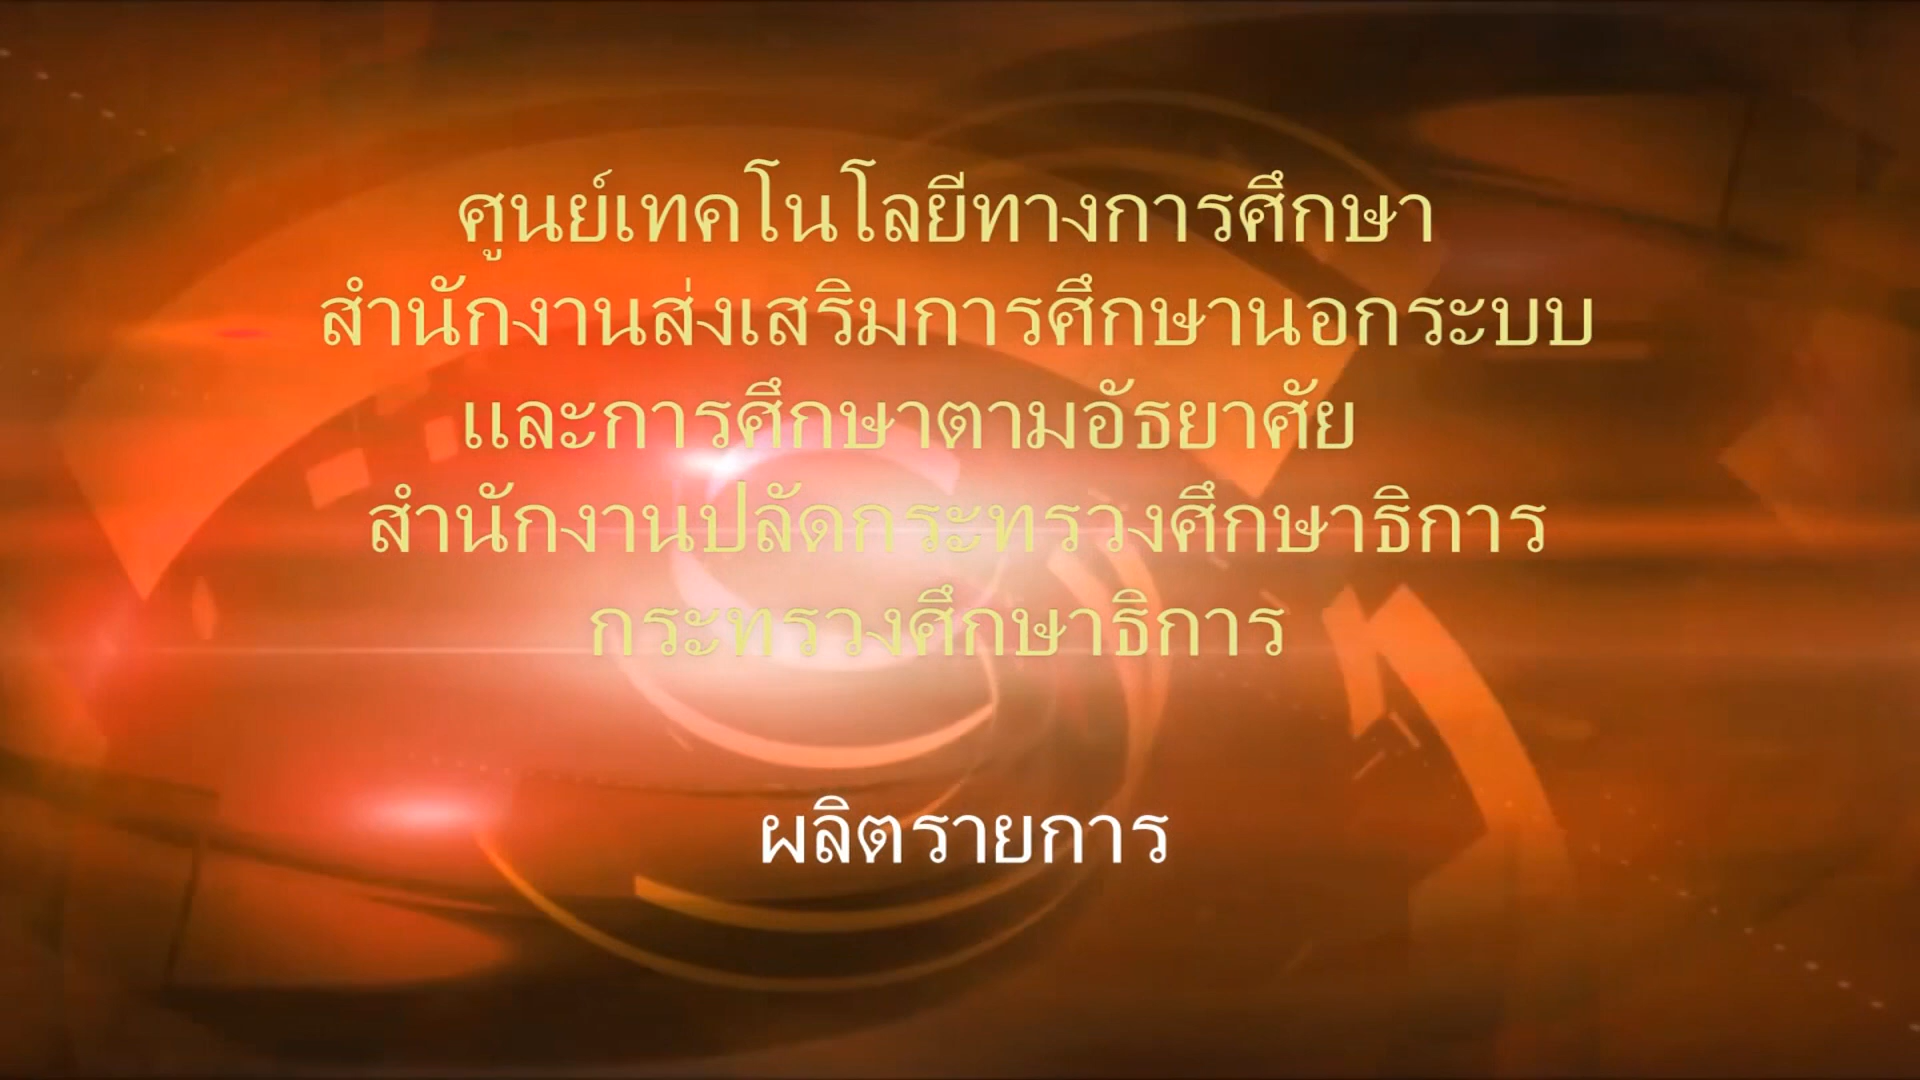 ศูนย์เทคโนโลยีทางการศึกษา
สำนักงานส่งเสริมการศึกษานอกระบบ
และการศึกษาตามอัธยาศัย
สำนักงานปลัดกระทรวงศึกษาธิการ
กระทรวงศึกษาธิการ
ผลิตรายการ